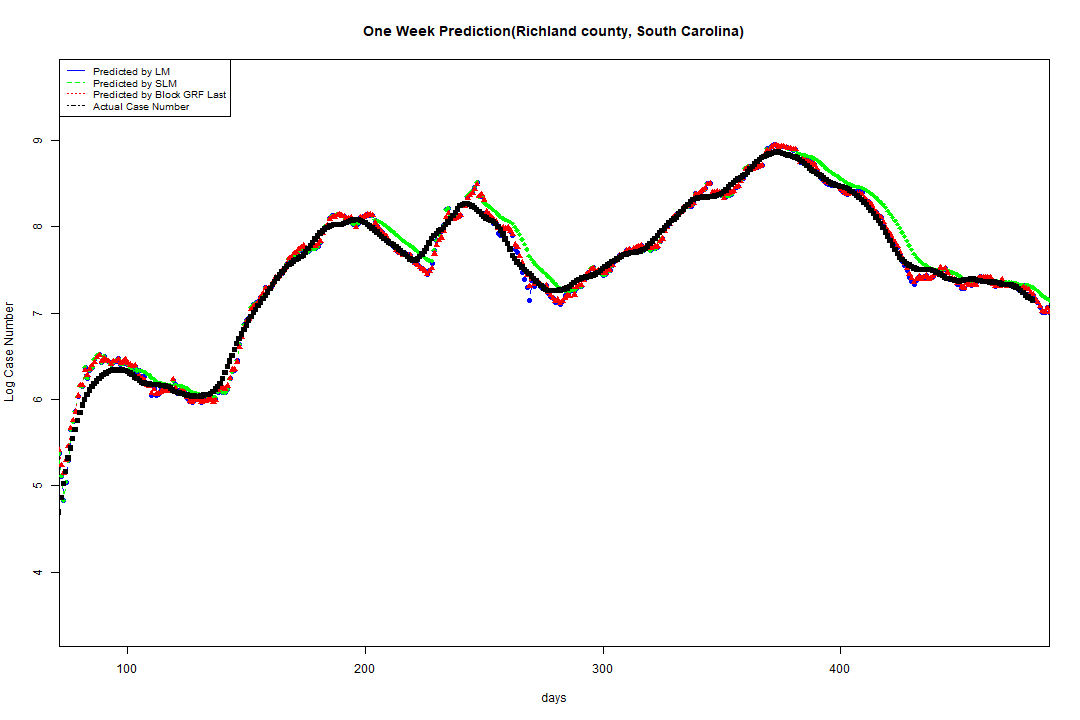 One Week Prediction(Richland county, South Carolina)
Predicted by LM
Predicted by SLM
Predicted by Block GRF Last
Actual Case Number
9
8
7
6
5
4
Log Case Number
100 200 300 400
days